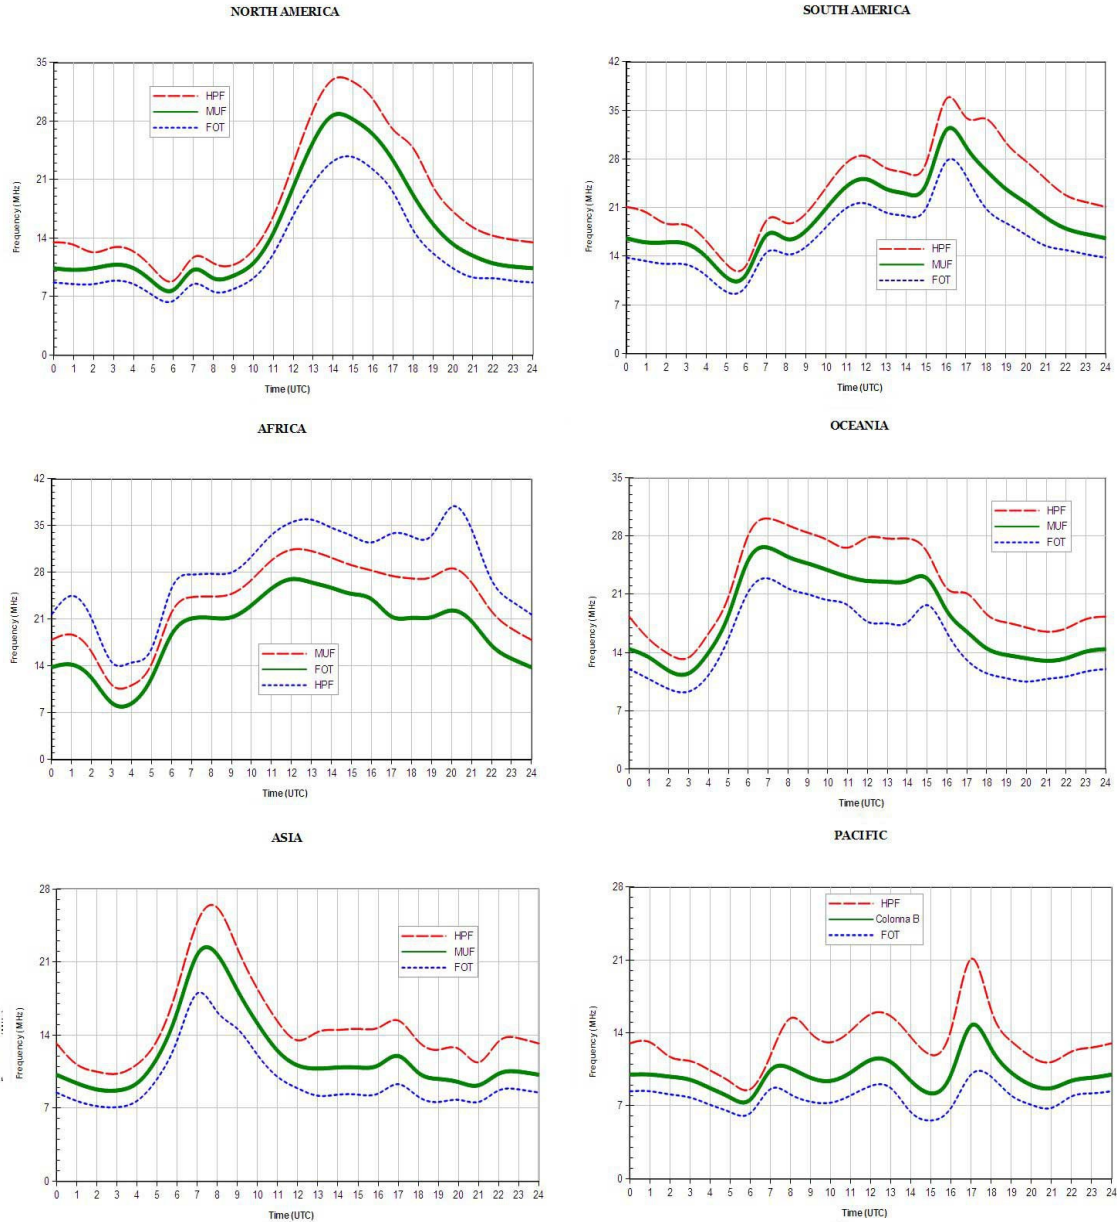 NORTH AMERICA
35
28
21
14
7
0
Frequency (MHz)
HPF
MUF
FOT
0 1 2 3 4 5 6 7 8 9 10 11 12 13 14 15 16 17 18 19 20 21 22 23 24
Time (UTC)
SOUTH AMERICA
42
35
28
21
14
7
0
Frequency (MHz)
HPF
MUF
FOT
0 1 2 3 4 5 6 7 8 9 10 11 12 13 14 15 16 17 18 19 20 21 22 23 24
Time (UTC)
AFRICA
42
35
28
21
14
7
0
Frequency (MHz)
MUF
FOT
HPF
0 1 2 3 4 5 6 7 8 9 10 11 12 13 14 15 16 17 18 19 20 21 22 23 24
Time (UTC)
OCEANIA
35
28
21
14
7
0
Frequency (MHz)
HPF
MUF
FOT
0 1 2 3 4 5 6 7 8 9 10 11 12 13 14 15 16 17 18 19 20 21 22 23 24
Time (UTC)
ASIA
28
21
14
7
0
Frequency (MHz)
HPF
MUF
FOT
0 1 2 3 4 5 6 7 8 9 10 11 12 13 14 15 16 17 18 19 20 21 22 23 24
Time (UTC)
PACIFIC
28
21
14
7
0
Frequency (MHz)
HPF
Colonna B
FOT
0 1 2 3 4 5 6 7 8 9 10 11 12 13 14 15 16 17 18 19 20 21 22 23 24
Time (UTC)